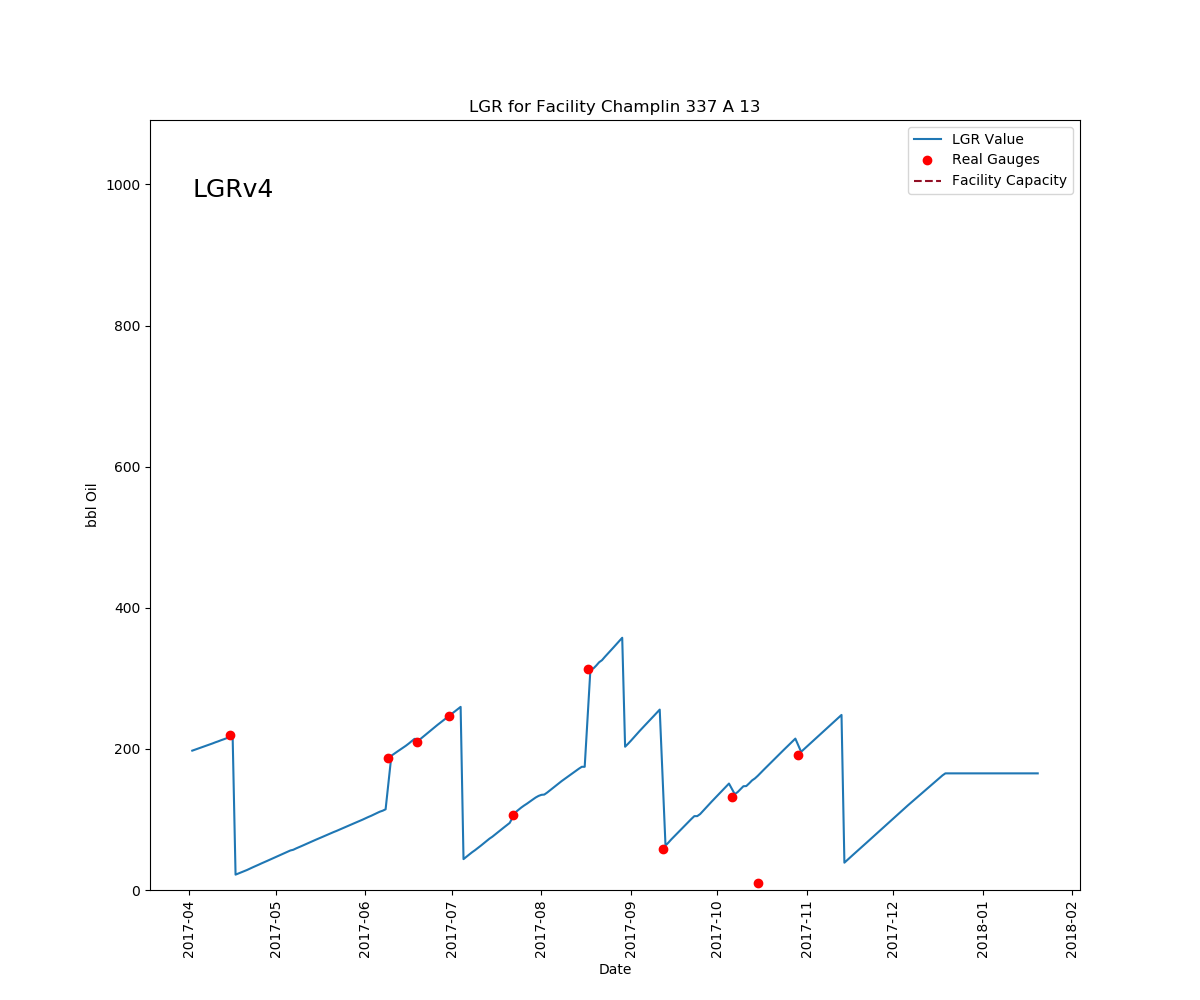 LGR for Facility Champlin 337 A 13
LGR Value
Real Gauges
Facility Capacity
LGRv4
1000
800
600
400
200
0
bbl Oil
2017-04
2017-05
2017-06
2017-07
2017-08
2017-09
2017-10
2017-11
2017-12
2018-01
2018-02
Date